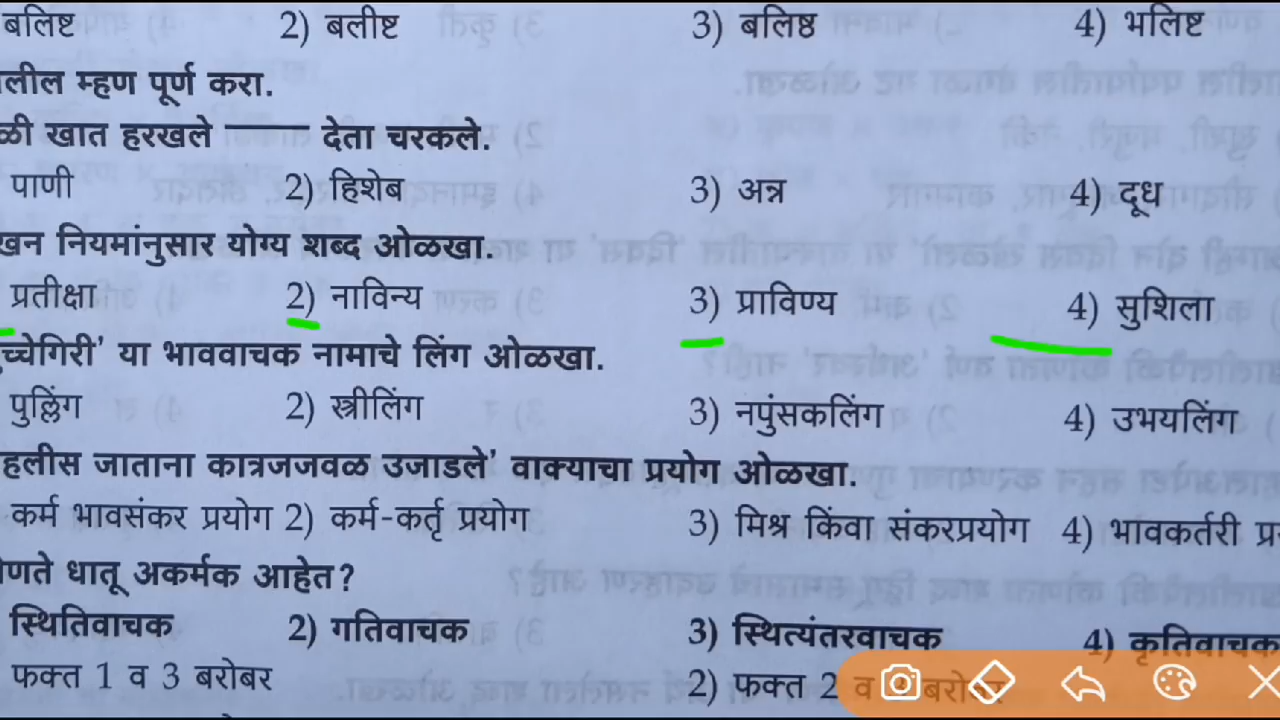 बलिष्ट 2) बलीष्ट 3) बलिष्ठ 4) भलिष्ट
लील म्हण पूर्ण करा.
ळी खात हरखले ——— देता चरकले.
पाणी 2) हिशेब 3) अन्न 4) दूध
खन नियमांनुसार योग्य शब्द ओळखा.
प्रतीक्षा 2) नाविन्य 3) प्राविण्य 4) सुशिला
च्चेगिरी' या भाववाचक नामाचे लिंग ओळखा.
पुल्लिंग 2) स्त्रीलिंग 3) नपुंसकलिंग 4) उभयलिंग
हलीस जाताना कात्रजजवळ उजाडले' वाक्याचा प्रयोग ओळखा.
कर्म भावसंकर प्रयोग 2) कर्म-कर्तृ प्रयोग 3) मिश्र किंवा संकरप्रयोग 4) भावकर्तरी प्र
णते धातू अकर्मक आहेत?
स्थितिवाचक 2) गतिवाचक 3) स्थित्यंतरवाचक 4) कृतिवाचक
फक्त 1 व 3 बरोबर 2) फक्त 2 व बरोबर